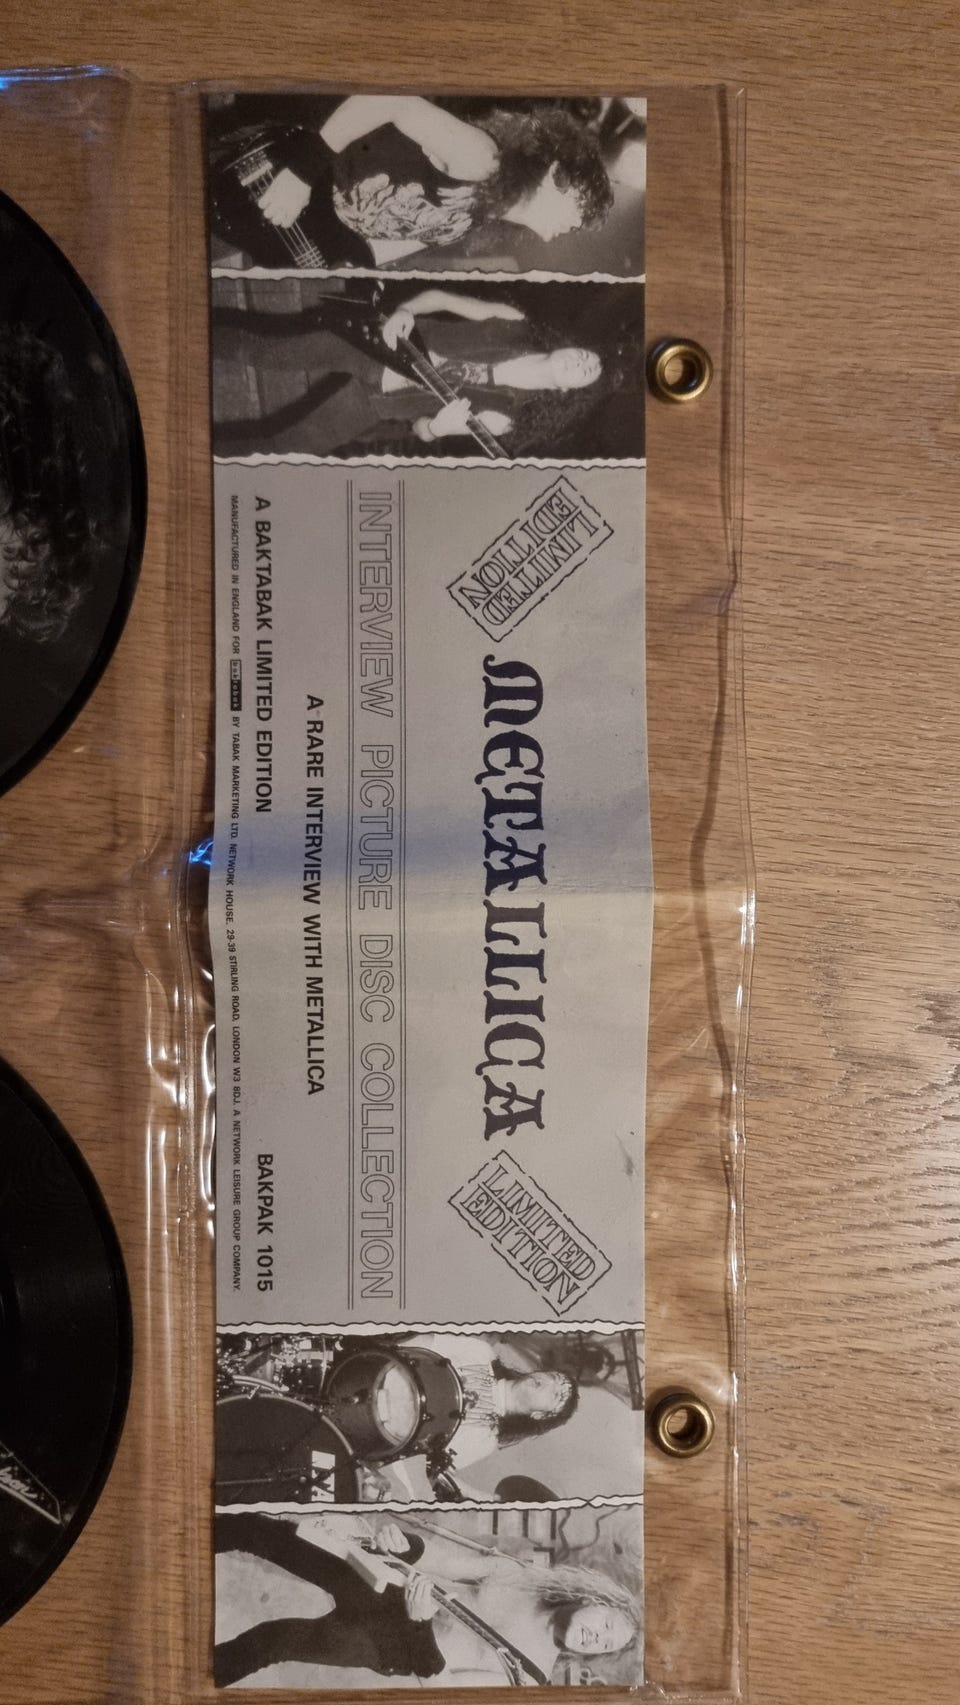 LIMITED
EDITION
METALLICA
LIMITED
EDITION
INTERVIEW PICTURE DISC COLLECTION
A RARE INTERVIEW WITH METALLICA
A BAKTABAK LIMITED EDITION
BAKPAK 1015
MANUFACTURED IN ENGLAND FOR baktabak BY TABAK MARKETING LTD. NETWORK HOUSE, 29-39 STIRLING ROAD, LONDON W3 8DJ. A NETWORK LEISURE GROUP COMPANY.